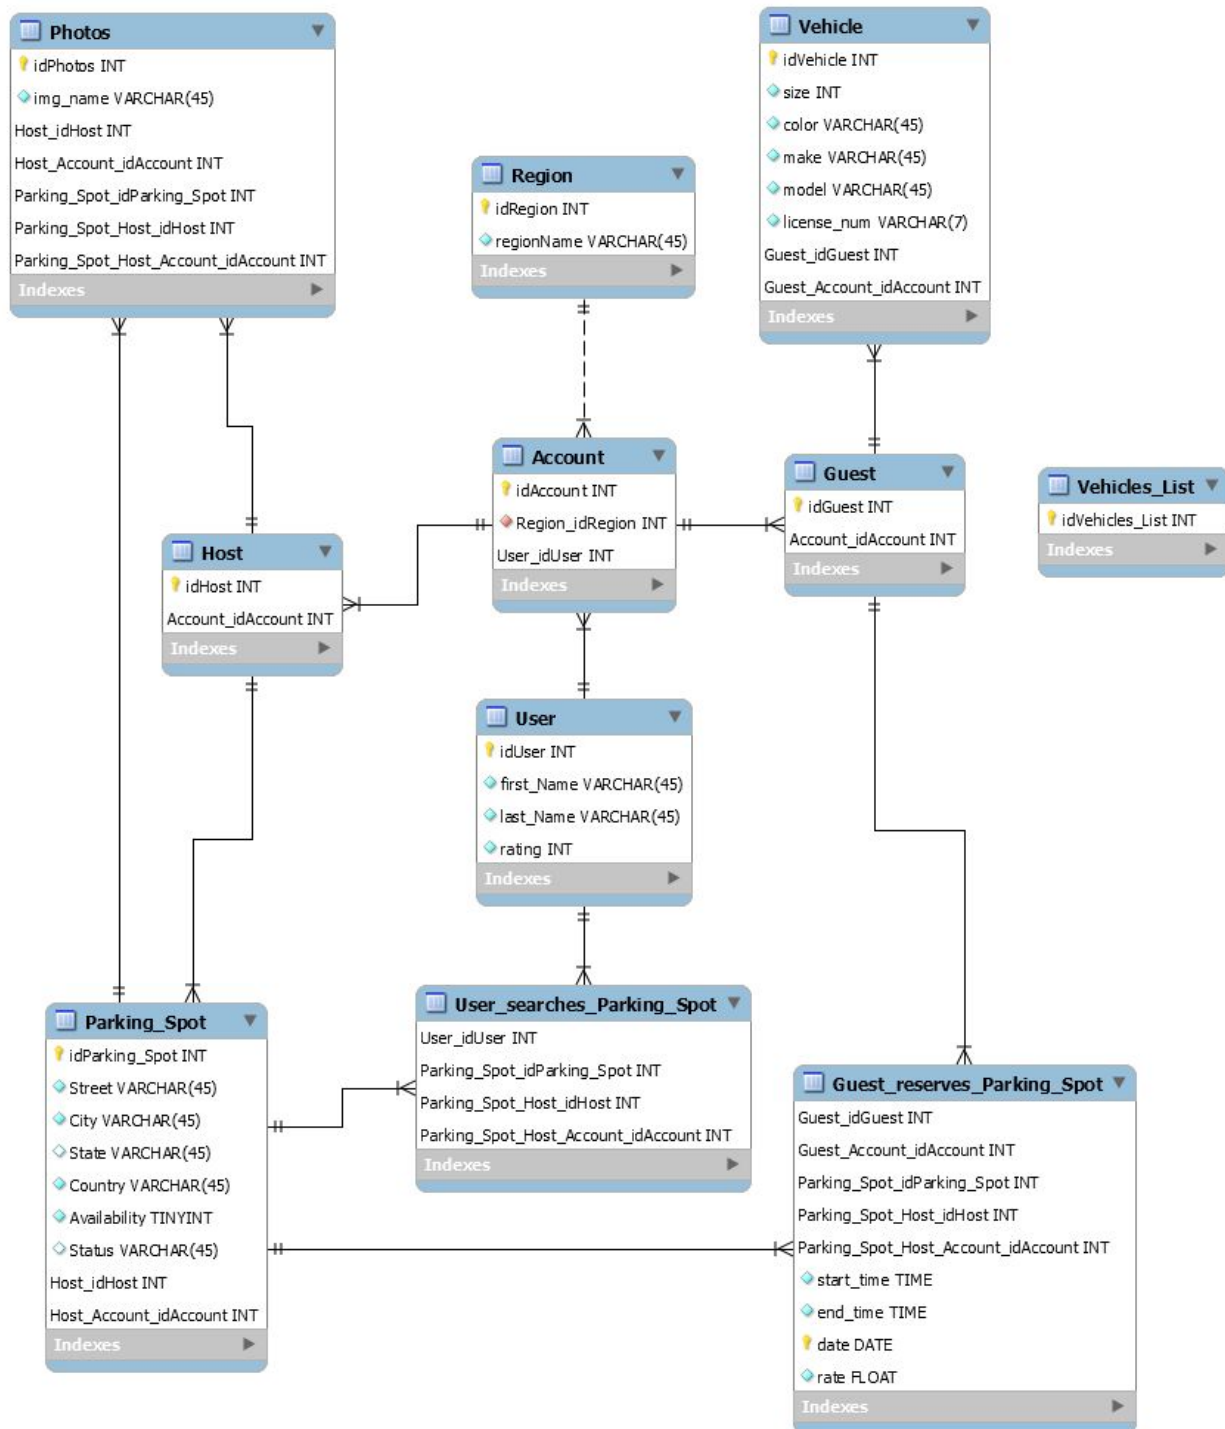 Photos
idPhotos INT
img_name VARCHAR(45)
Host_idHost INT
Host_Account_idAccount INT
Parking_Spot_idParking_Spot INT
Parking_Spot_Host_idHost INT
Parking_Spot_Host_Account_idAccount INT
Indexes
Vehicle
idVehicle INT
size INT
color VARCHAR(45)
make VARCHAR(45)
model VARCHAR(45)
license_num VARCHAR(7)
Guest_idGuest INT
Guest_Account_idAccount INT
Indexes
Region
idRegion INT
regionName VARCHAR(45)
Indexes
Account
idAccount INT
Region_idRegion INT
User_idUser INT
Indexes
Guest
idGuest INT
Account_idAccount INT
Indexes
Vehicles_List
idVehicles_List INT
Indexes
Host
idHost INT
Account_idAccount INT
Indexes
User
idUser INT
first_Name VARCHAR(45)
last_Name VARCHAR(45)
rating INT
Indexes
Parking_Spot
idParking_Spot INT
Street VARCHAR(45)
City VARCHAR(45)
State VARCHAR(45)
Country VARCHAR(45)
Availability TINYINT
Status VARCHAR(45)
Host_idHost INT
Host_Account_idAccount INT
Indexes
User_searches_Parking_Spot
User_idUser INT
Parking_Spot_idParking_Spot INT
Parking_Spot_Host_idHost INT
Parking_Spot_Host_Account_idAccount INT
Indexes
Guest_reserves_Parking_Spot
Guest_idGuest INT
Guest_Account_idAccount INT
Parking_Spot_idParking_Spot INT
Parking_Spot_Host_idHost INT
Parking_Spot_Host_Account_idAccount INT
start_time TIME
end_time TIME
date DATE
rate FLOAT
Indexes